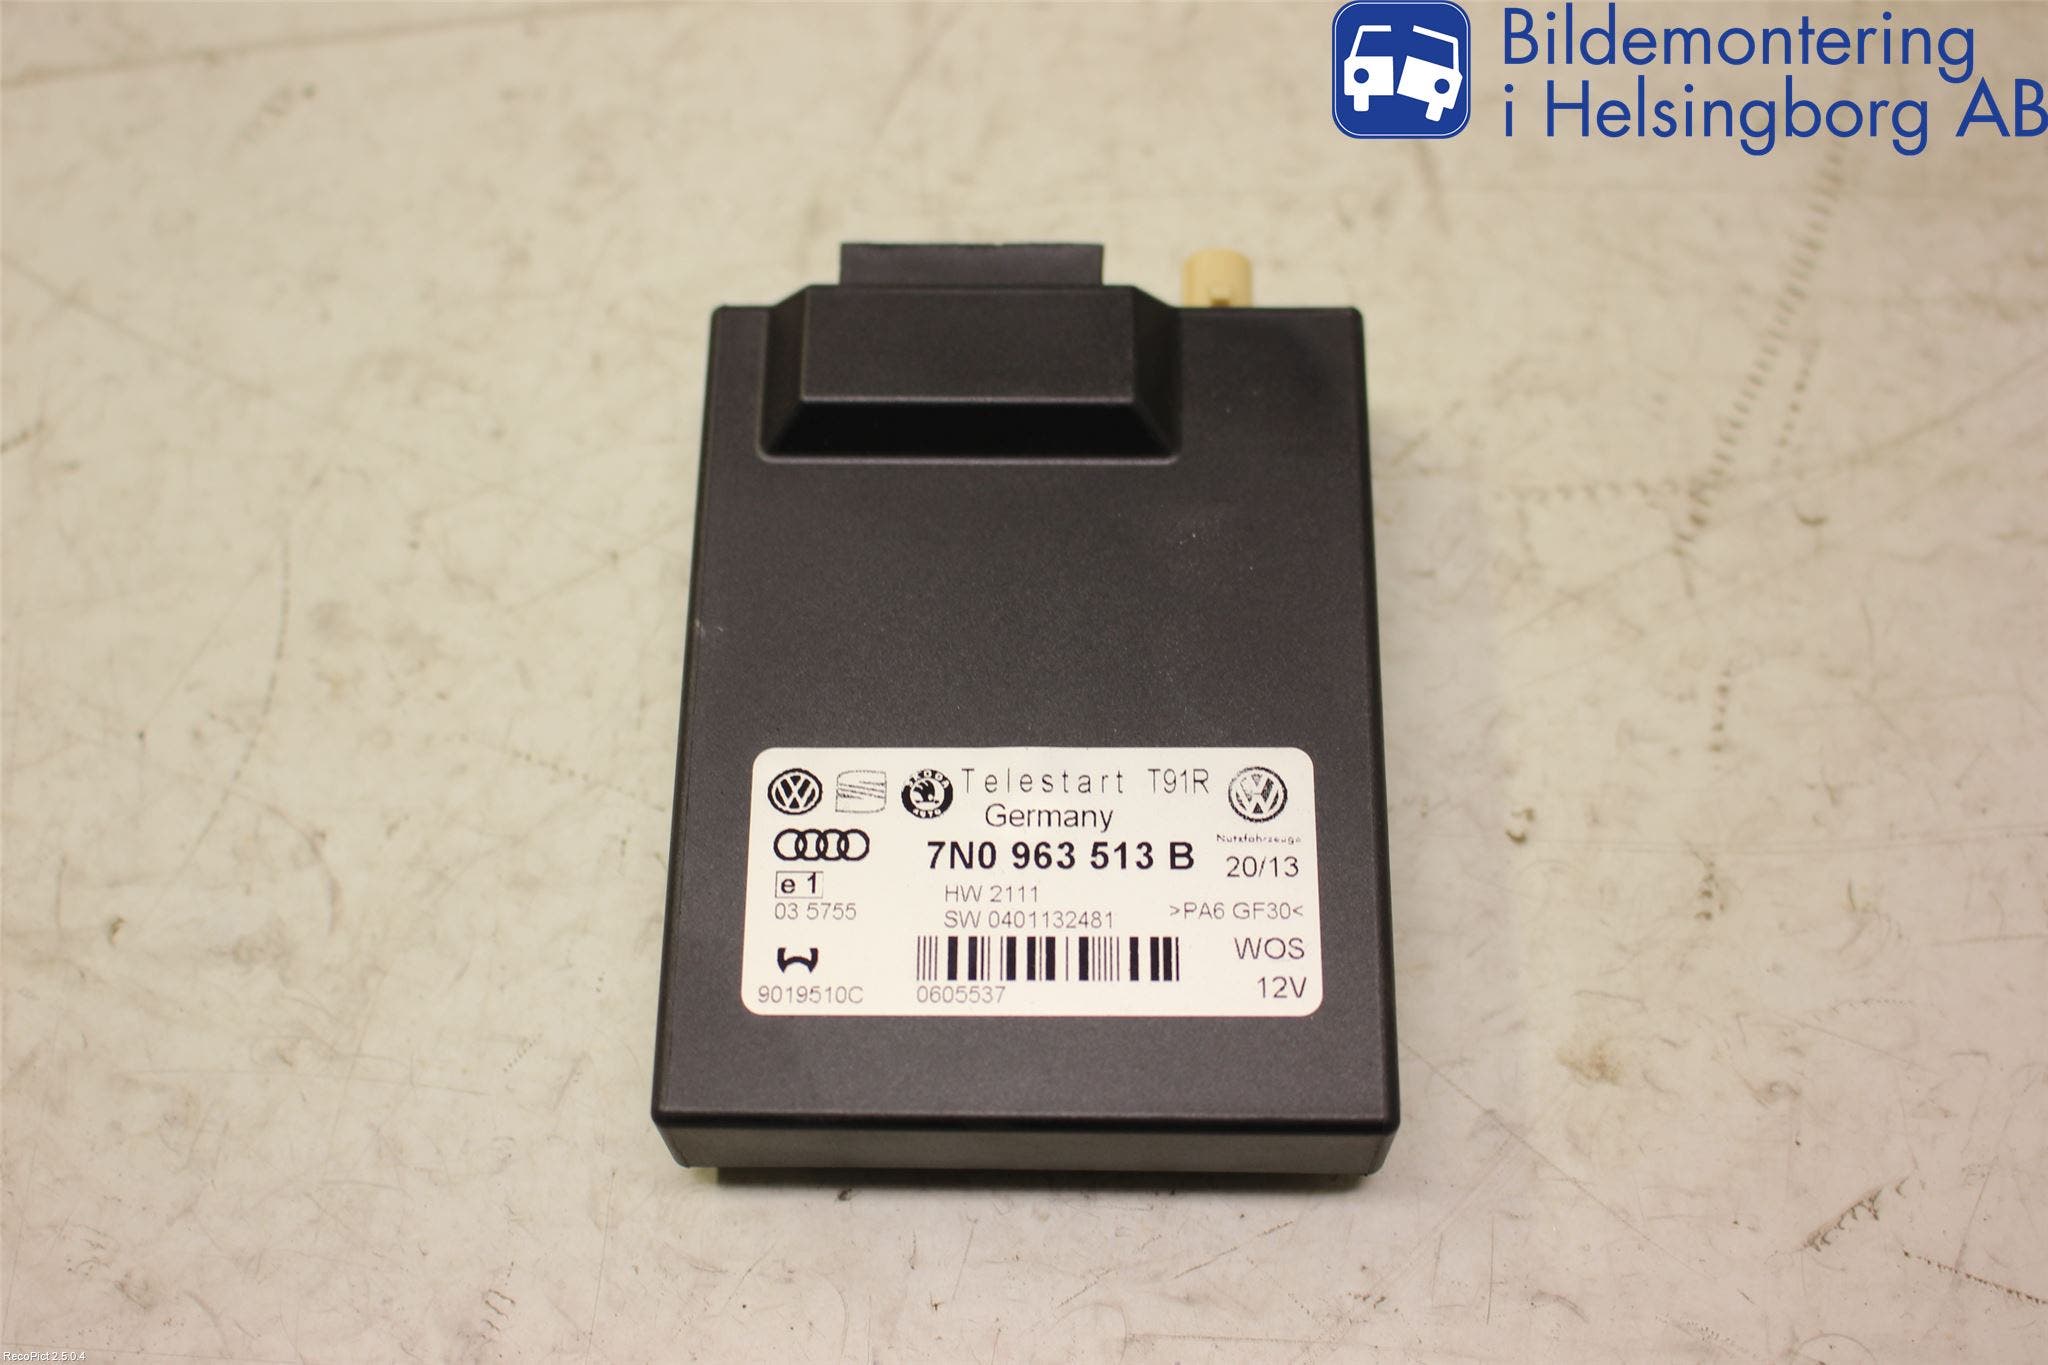 Bildemontering
i Helsingborg AB
Telestart T91R
Germany
Nutzfahrzeuge
7N0 963 513 B
20/13
e 1
HW 2111
03 5755
SW 0401132481
>PA6 GF30<
WOS
9019510C
0605537
12V
RecoPict 2.5.0.4